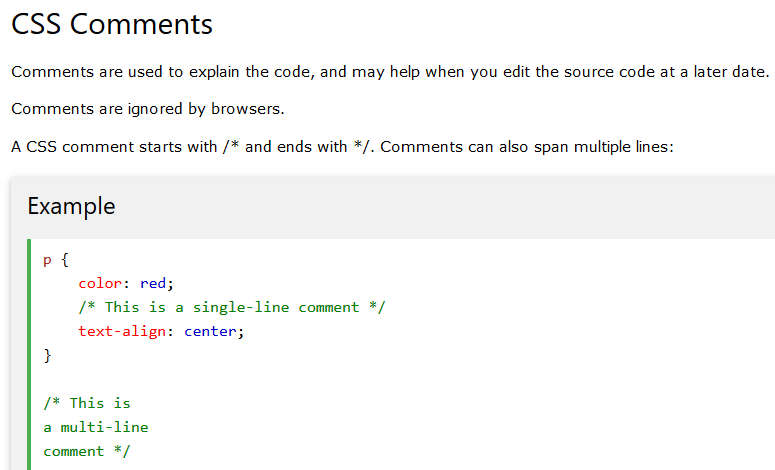 CSS Comments
Comments are used to explain the code, and may help when you edit the source code at a later date.
Comments are ignored by browsers.
A CSS comment starts with /* and ends with */. Comments can also span multiple lines:
Example
p {
    color: red;
    /* This is a single-line comment */
    text-align: center;
}
/* This is
a multi-line
comment */